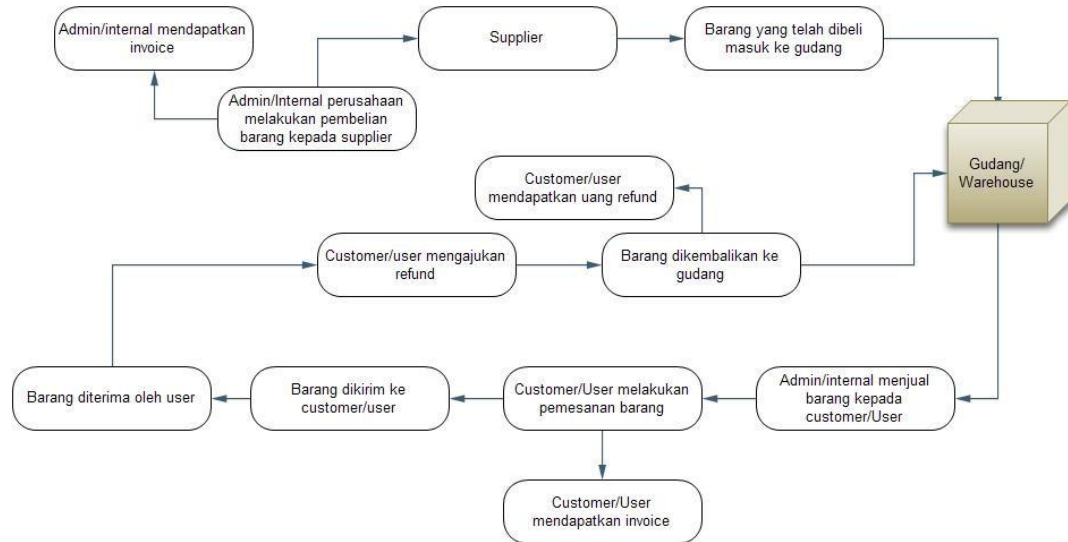 Admin/internal mendapatkan
invoice
Supplier
Barang yang telah dibeli
masuk ke gudang
Admin/Internal perusahaan
melakukan pembelian
barang kepada supplier
Gudang/
Warehouse
Customer/user
mendapatkan uang refund
Customer/user mengajukan
refund
Barang dikembalikan ke
gudang
Barang diterima oleh user
Barang dikirim ke
customer/user
Customer/User melakukan
pemesanan barang
Admin/internal menjual
barang kepada
customer/User
Customer/User
mendapatkan invoice